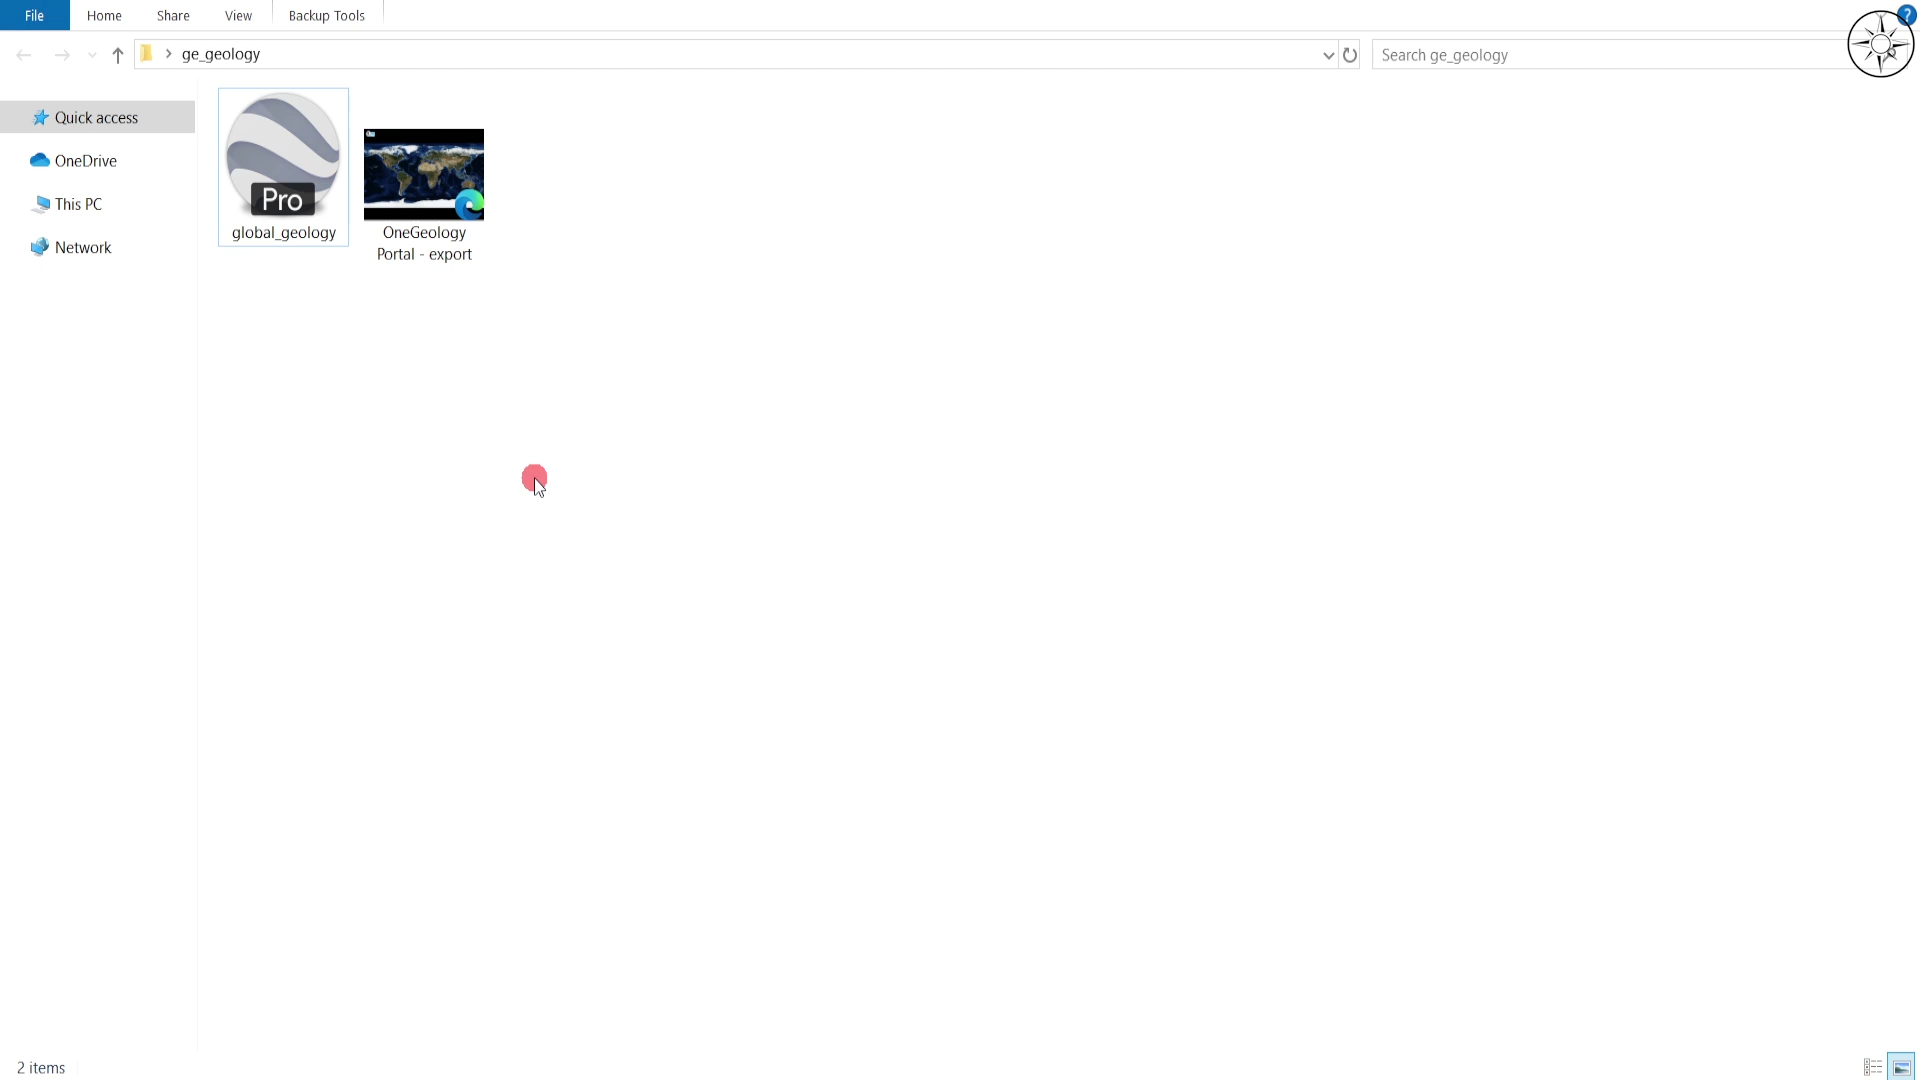 File Home Share View Backup Tools ?
ge_geology
Search ge_geology
Quick access
OneDrive
This PC
Network
Pro
global_geology
OneGeology
Portal - export
2 items